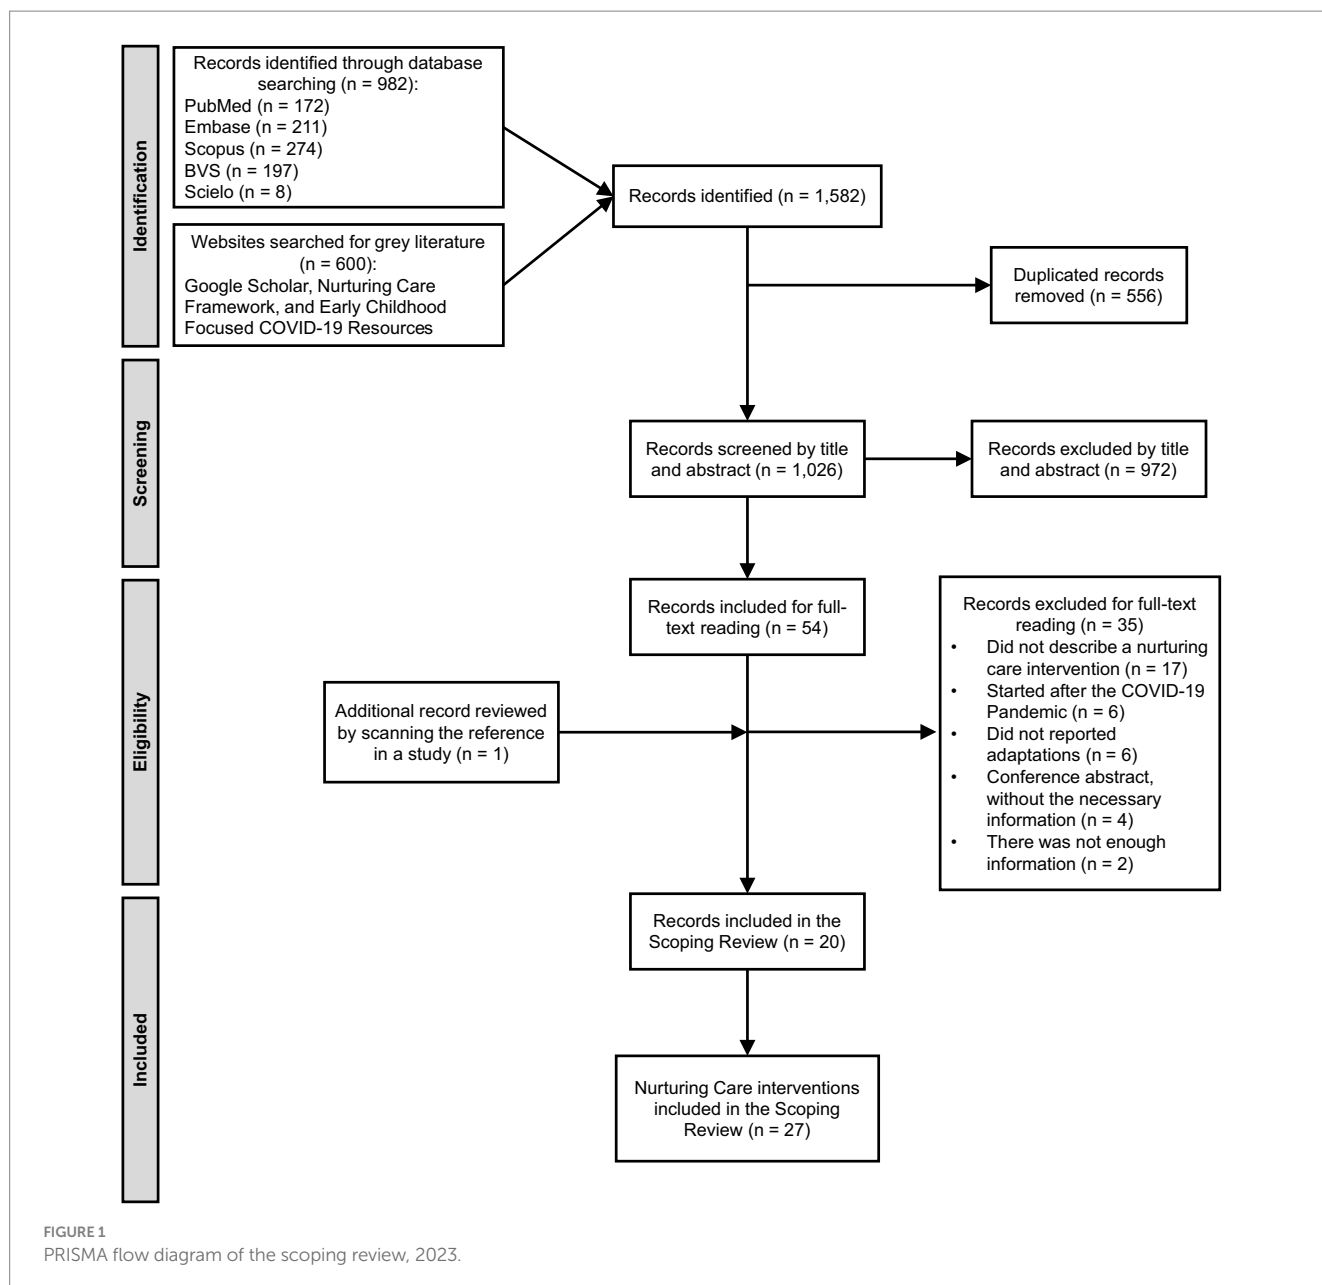 Identification
Records identified through database
searching (n = 982):
PubMed (n = 172)
Embase (n = 211)
Scopus (n = 274)
BVS (n = 197)
Scielo (n = 8)
Websites searched for grey literature
(n = 600):
Google Scholar, Nurturing Care
Framework, and Early Childhood
Focused COVID-19 Resources
Records identified (n = 1,582)
Duplicated records
removed (n = 556)
Screening
Records screened by title
and abstract (n = 1,026)
Records excluded by title
and abstract (n = 972)
Eligibility
Records included for full-
text reading (n = 54)
Additional record reviewed
by scanning the reference
in a study (n = 1)
Records excluded for full-text
reading (n = 35)
• Did not describe a nurturing
care intervention (n = 17)
• Started after the COVID-19
Pandemic (n = 6)
• Did not reported
adaptations (n = 6)
• Conference abstract,
without the necessary
information (n = 4)
• There was not enough
information (n = 2)
Included
Records included in the
Scoping Review (n = 20)
Nurturing Care interventions
included in the Scoping
Review (n = 27)
FIGURE 1
PRISMA flow diagram of the scoping review, 2023.